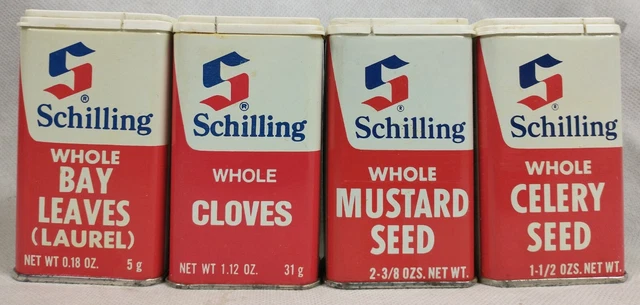 S
®
Schilling
WHOLE
BAY
LEAVES
(LAUREL)
NET WT 0.18 OZ. 5 g
S
®
Schilling
WHOLE
CLOVES
NET WT 1.12 OZ. 31 g
S
®
Schilling
WHOLE
MUSTARD
SEED
2-3/8 OZS. NET WT.
S
®
Schilling
WHOLE
CELERY
SEED
1-1/2 OZS. NET WT.